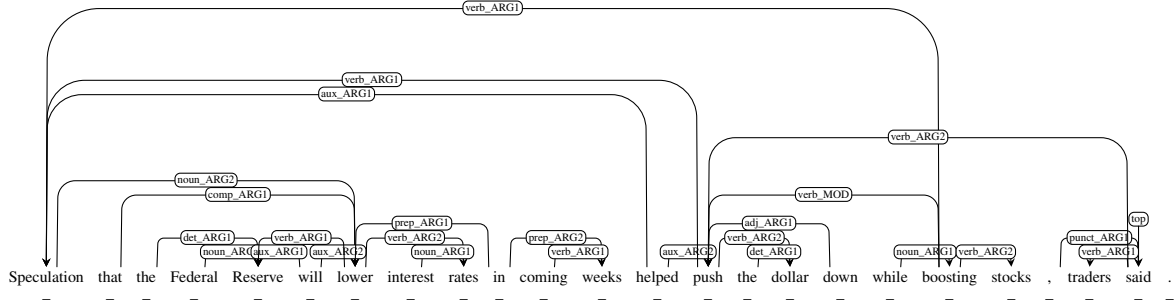 verb_ARG1
verb_ARG1
aux_ARG1
verb_ARG2
noun_ARG2
comp_ARG1
verb_MOD
top
prep_ARG1
adj_ARG1
det_ARG1
verb_ARG1
verb_ARG2
prep_ARG2
verb_ARG2
punct_ARG1
aux_ARG1
aux_ARG2
noun_ARG1
verb_ARG1
aux_ARG2
det_ARG1
noun_ARG1
verb_ARG2
verb_ARG1
Speculation that the Federal Reserve will lower interest rates in coming weeks helped push the dollar down while boosting stocks , traders said
_ _ _ _ _ _ _ _ _ _ _ _ _ _ _ _ _ _ _ _ _ _ _